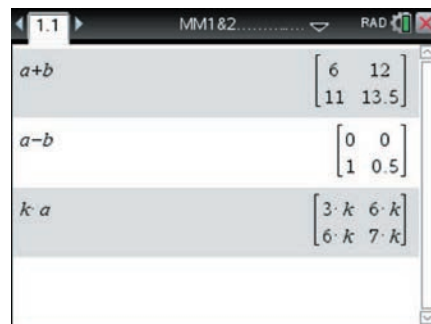 1.1 MM1&2.............. RAD
a+b [6 12]
[11 13.5]
a−b [0 0]
[1 0.5]
k·a [3·k 6·k]
[6·k 7·k]